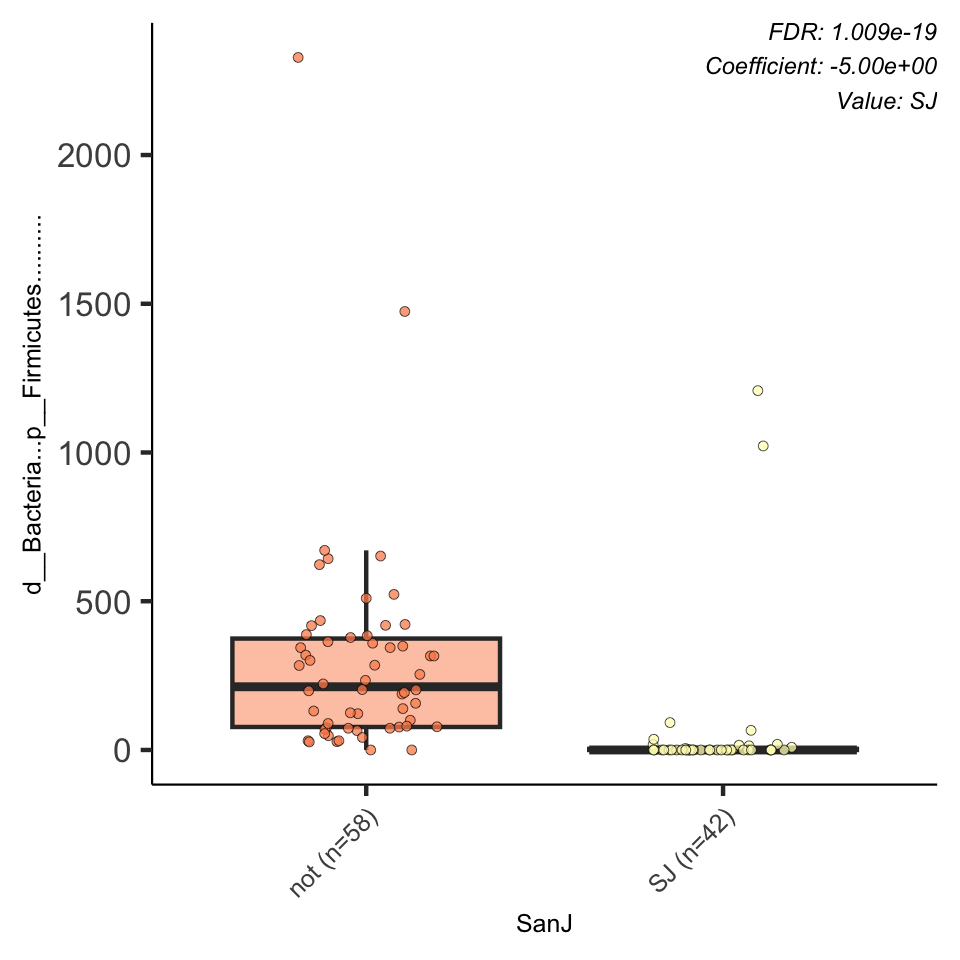 FDR: 1.009e-19
Coefficient: -5.00e+00
Value: SJ
d__Bacteria...p__Firmicutes..........
2000
1500
1000
500
0
not (n=58)
SJ (n=42)
SanJ